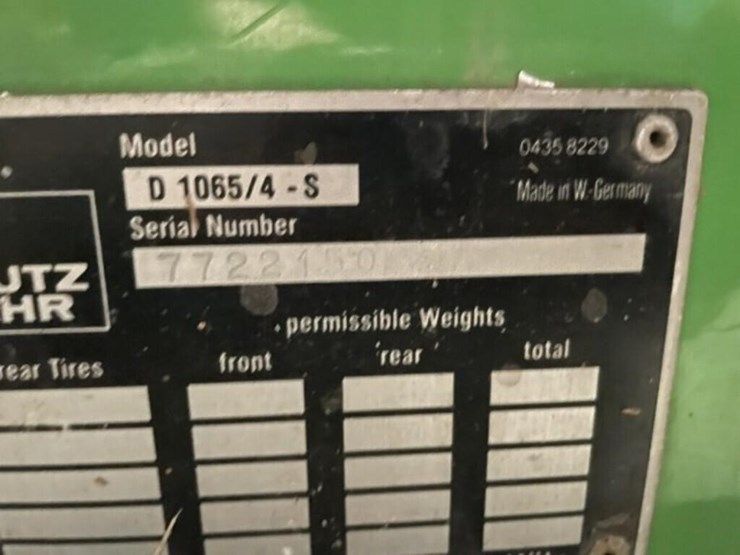 Model
0435 8229
D 1065/4 - S
Made in W.-Germany
Serial Number
UTZ
HR
permissible Weights
rear Tires
front
rear
total